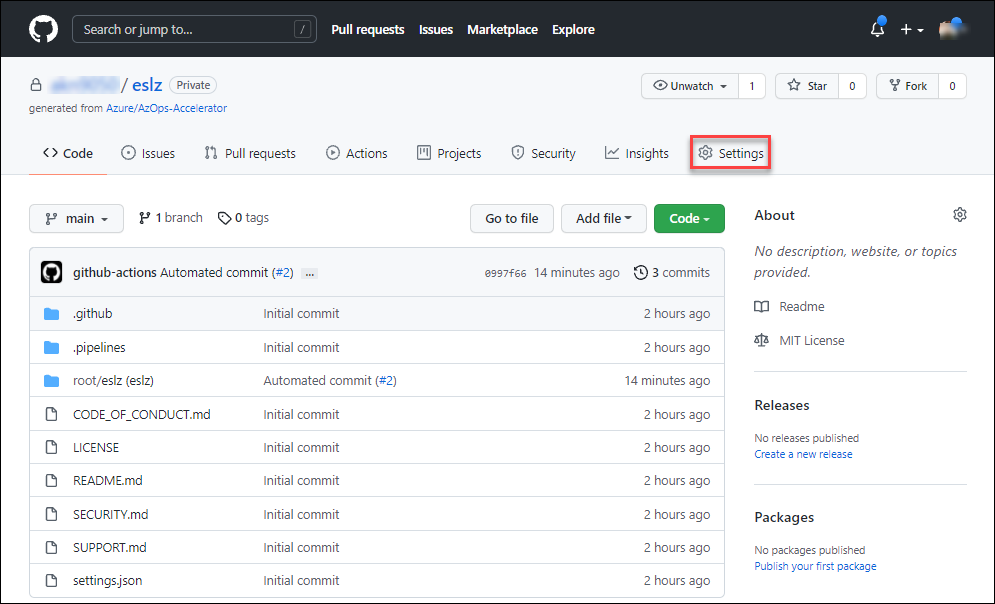 Search or jump to... / Pull requests Issues Marketplace Explore
/ eslz Private Unwatch 1 Star 0 Fork 0
generated from Azure/AzOps-Accelerator
Code Issues Pull requests Actions Projects Security Insights Settings
main 1 branch 0 tags Go to file Add file Code
About
github-actions Automated commit (#2) ... 0997f66 14 minutes ago 3 commits
No description, website, or topics
provided.
.github Initial commit 2 hours ago
Readme
.pipelines Initial commit 2 hours ago
MIT License
root/eslz (eslz) Automated commit (#2) 14 minutes ago
CODE_OF_CONDUCT.md Initial commit 2 hours ago
Releases
LICENSE Initial commit 2 hours ago
No releases published
Create a new release
README.md Initial commit 2 hours ago
SECURITY.md Initial commit 2 hours ago
Packages
SUPPORT.md Initial commit 2 hours ago
No packages published
Publish your first package
settings.json Initial commit 2 hours ago